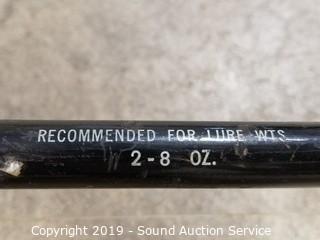 RECOMMENDED FOR LURE WTS.
2-8 OZ.
Copyright 2019 - Sound Auction Service